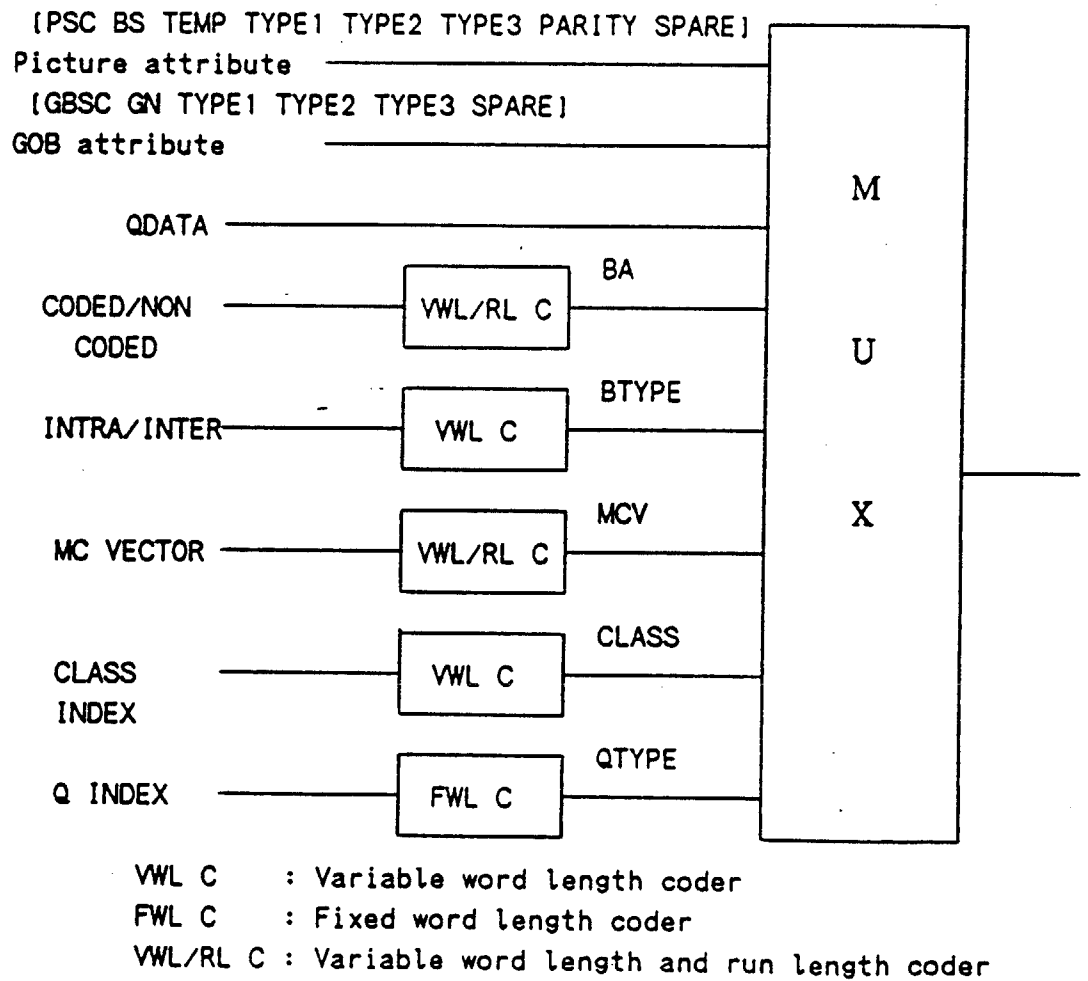 [PSC BS TEMP TYPE1 TYPE2 TYPE3 PARITY SPARE]
Picture attribute
[GBSC GN TYPE1 TYPE2 TYPE3 SPARE]
GOB attribute
QDATA
CODED/NON
CODED
VWL/RL C
BA
INTRA/INTER
VWL C
BTYPE
MC VECTOR
VWL/RL C
MCV
CLASS
INDEX
VWL C
CLASS
Q INDEX
FWL C
QTYPE
M
U
X
VWL C : Variable word length coder
FWL C : Fixed word length coder
VWL/RL C : Variable word length and run length coder